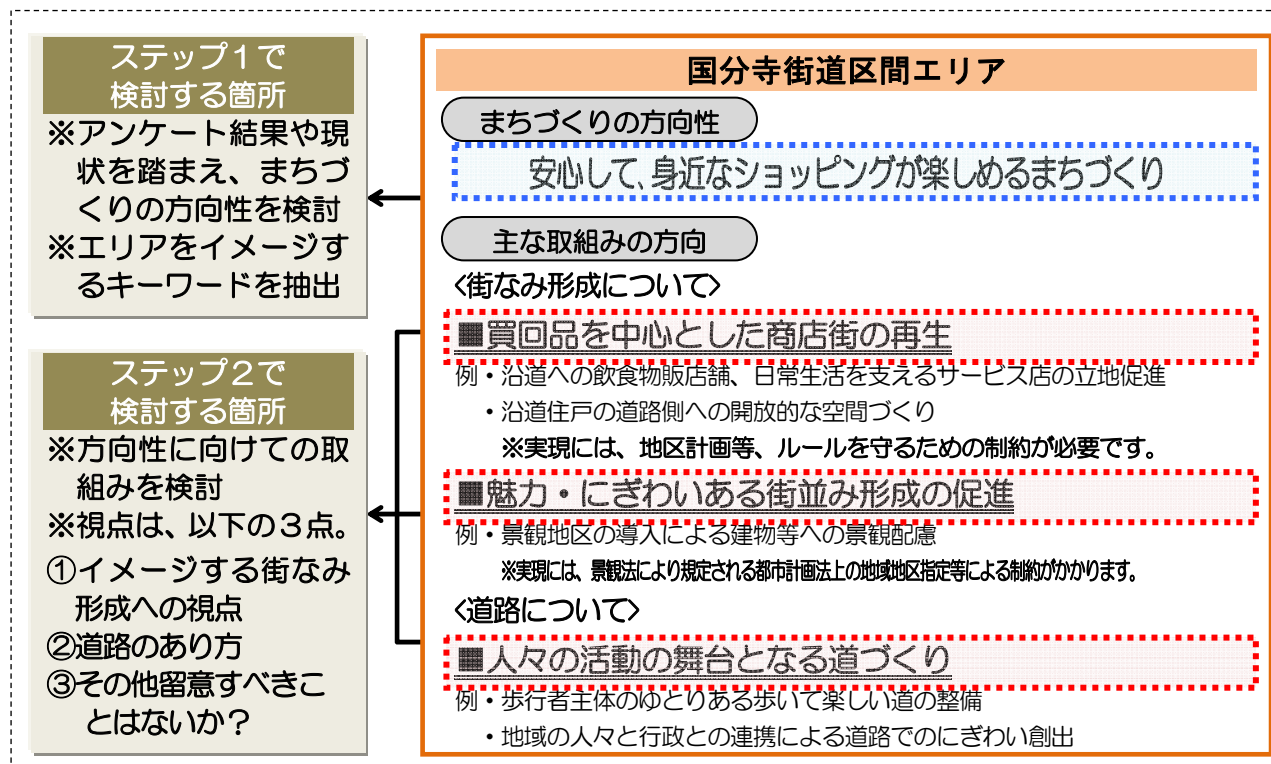 ステップ1で
検討する箇所
※アンケート結果や現
状を踏まえ、まちづ
くりの方向性を検討
※エリアをイメージす
るキーワードを抽出
ステップ2で
検討する箇所
※方向性に向けての取
組みを検討
※視点は、以下の3点。
①イメージする街なみ
形成への視点
②道路のあり方
③その他留意すべきこ
とはないか?
国分寺街道区間エリア
まちづくりの方向性
安心して、身近なショッピングが楽しめるまちづくり
主な取組みの方向
<街なみ形成について>
■買回品を中心とした商店街の再生
例・沿道への飲食物販店舗、日常生活を支えるサービス店の立地促進
・沿道住戸の道路側への開放的な空間づくり
※実現には、地区計画等、ルールを守るための制約が必要です。
■魅力・にぎわいある街並み形成の促進
例・景観地区の導入による建物等への景観配慮
※実現には、景観法により規定される都市計画法上の地域地区指定等による制約がかかります。
<道路について>
■人々の活動の舞台となる道づくり
例・歩行者主体のゆとりある歩いて楽しい道の整備
・地域の人々と行政との連携による道路でのにぎわい創出